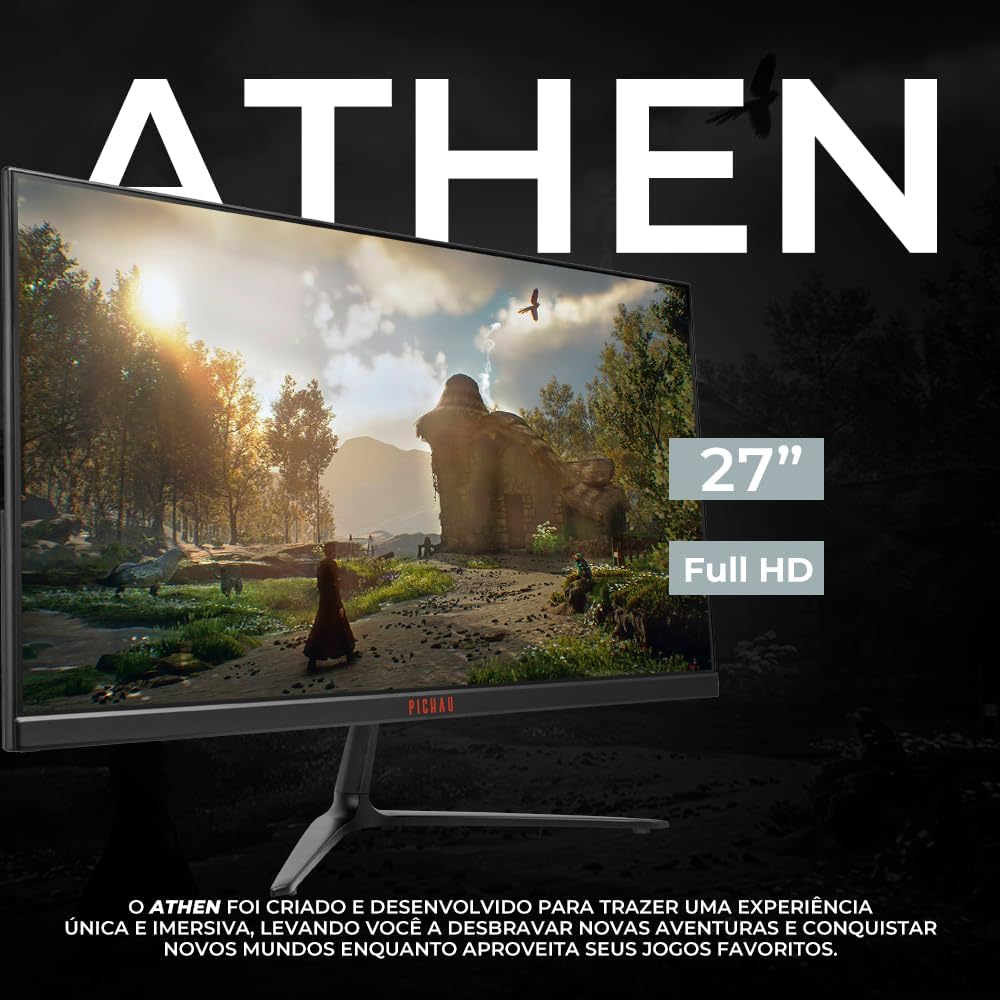 ATHEN
27”
Full HD
PICHAU
O ATHEN FOI CRIADO E DESENVOLVIDO PARA TRAZER UMA EXPERIÊNCIA
ÚNICA E IMERSIVA, LEVANDO VOCÊ A DESBRAVAR NOVAS AVENTURAS E CONQUISTAR
NOVOS MUNDOS ENQUANTO APROVEITA SEUS JOGOS FAVORITOS.